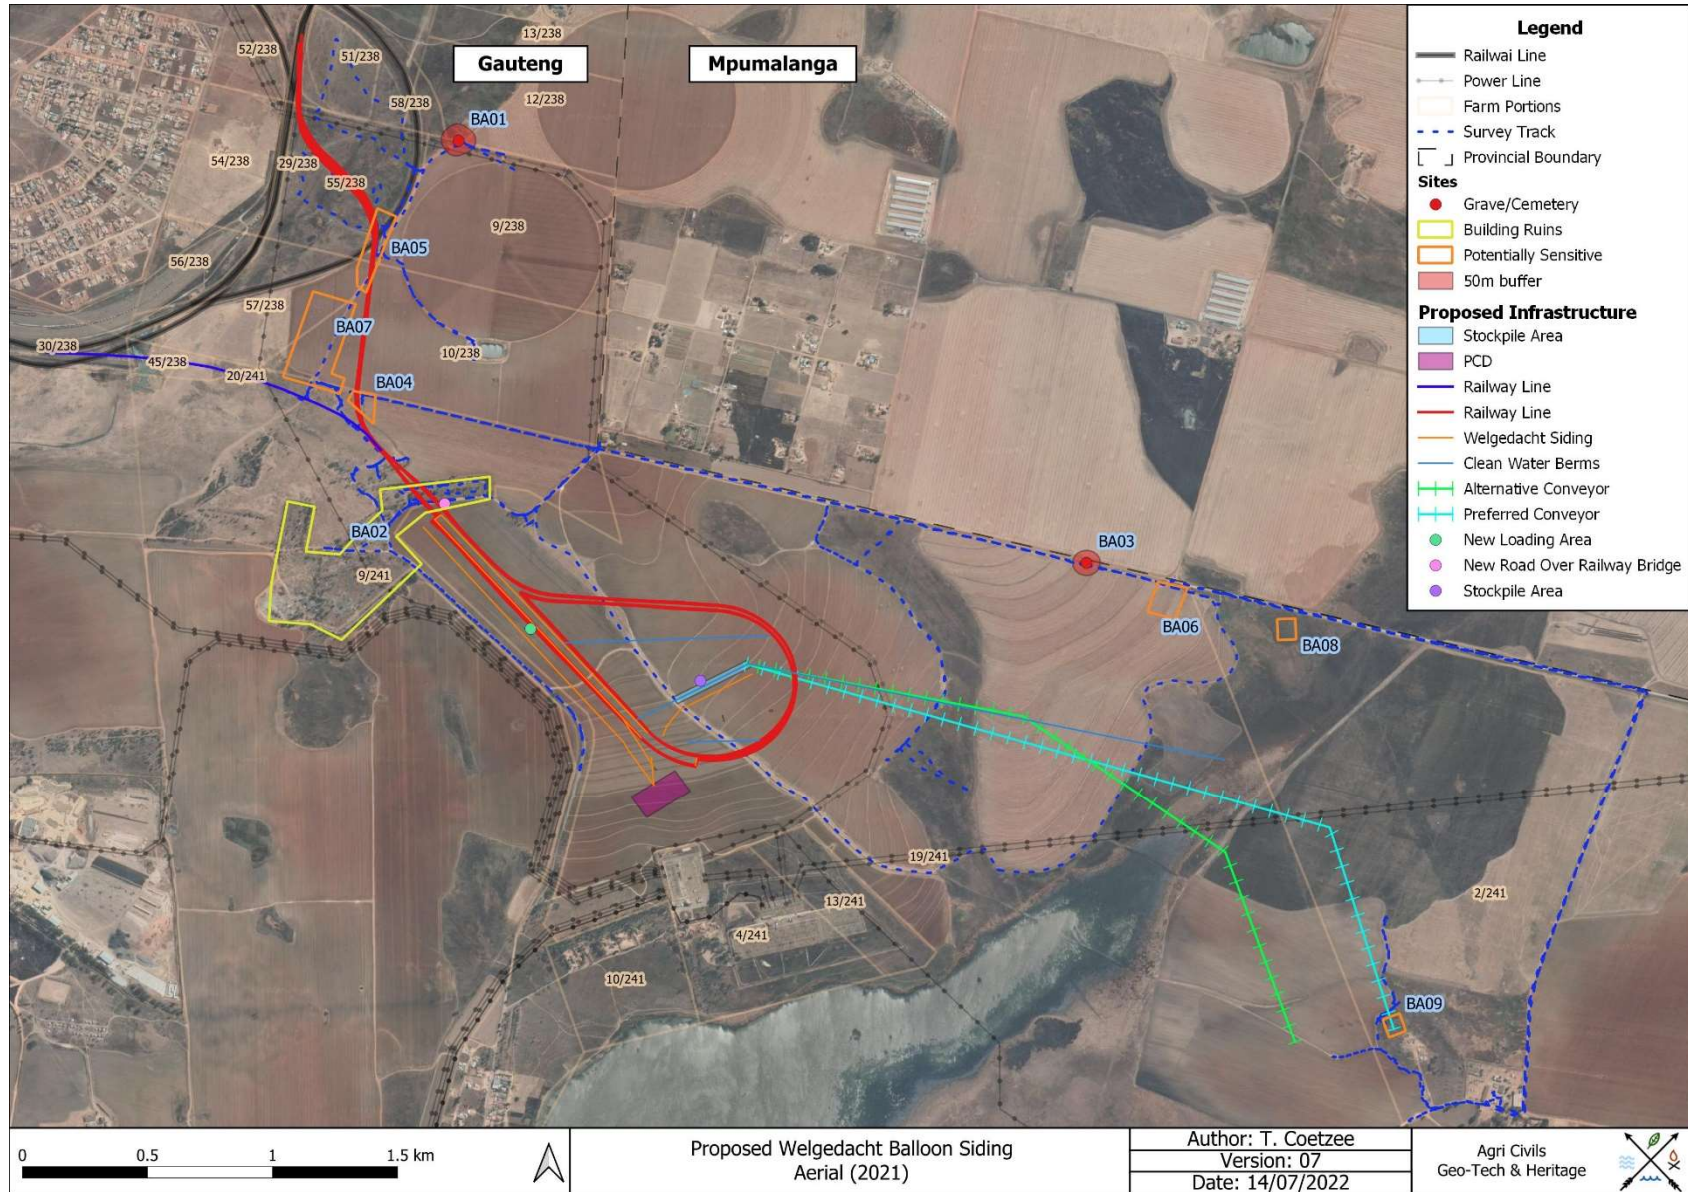 Gauteng
Mpumalanga
52/238
51/238
13/238
58/238
12/238
BA01
54/238
29/238
55/238
9/238
BA05
56/238
57/238
BA07
30/238
45/238
20/241
10/238
BA04
BA02
9/241
BA03
BA06
BA08
19/241
2/241
13/241
4/241
10/241
BA09
Legend
Railwai Line
Power Line
Farm Portions
Survey Track
Provincial Boundary
Sites
Grave/Cemetery
Building Ruins
Potentially Sensitive
50m buffer
Proposed Infrastructure
Stockpile Area
PCD
Railway Line
Railway Line
Welgedacht Siding
Clean Water Berms
Alternative Conveyor
Preferred Conveyor
New Loading Area
New Road Over Railway Bridge
Stockpile Area
0 0.5 1 1.5 km
Proposed Welgedacht Balloon Siding
Aerial (2021)
Author: T. Coetzee
Version: 07
Date: 14/07/2022
Agri Civils
Geo-Tech & Heritage